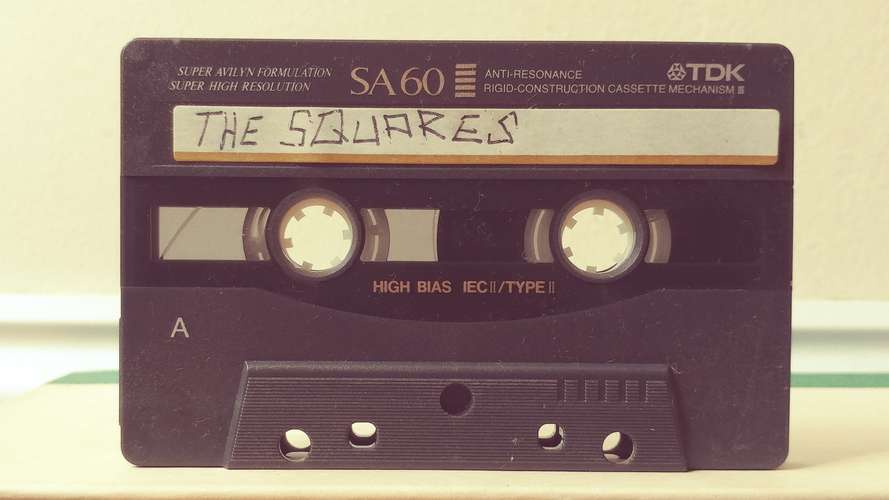 SUPER AVILYN FORMULATION
SUPER HIGH RESOLUTION
SA60
ANTI-RESONANCE
RIGID-CONSTRUCTION CASSETTE MECHANISM III
TDK
THE SQUARES
HIGH BIAS IECII/TYPE II
A